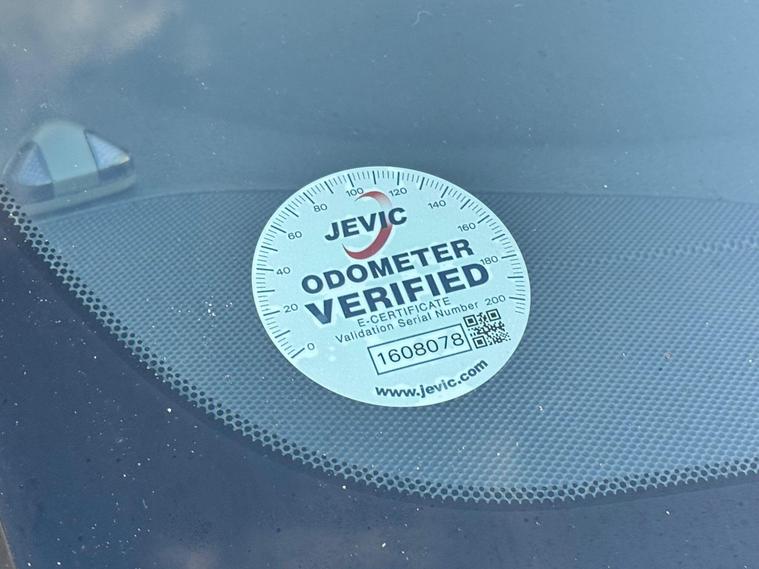 0 20 40 60 80 100 120 140 160 180 200
JEVIC
ODOMETER
VERIFIED
E-CERTIFICATE
Validation Serial Number
1608078
www.jevic.com